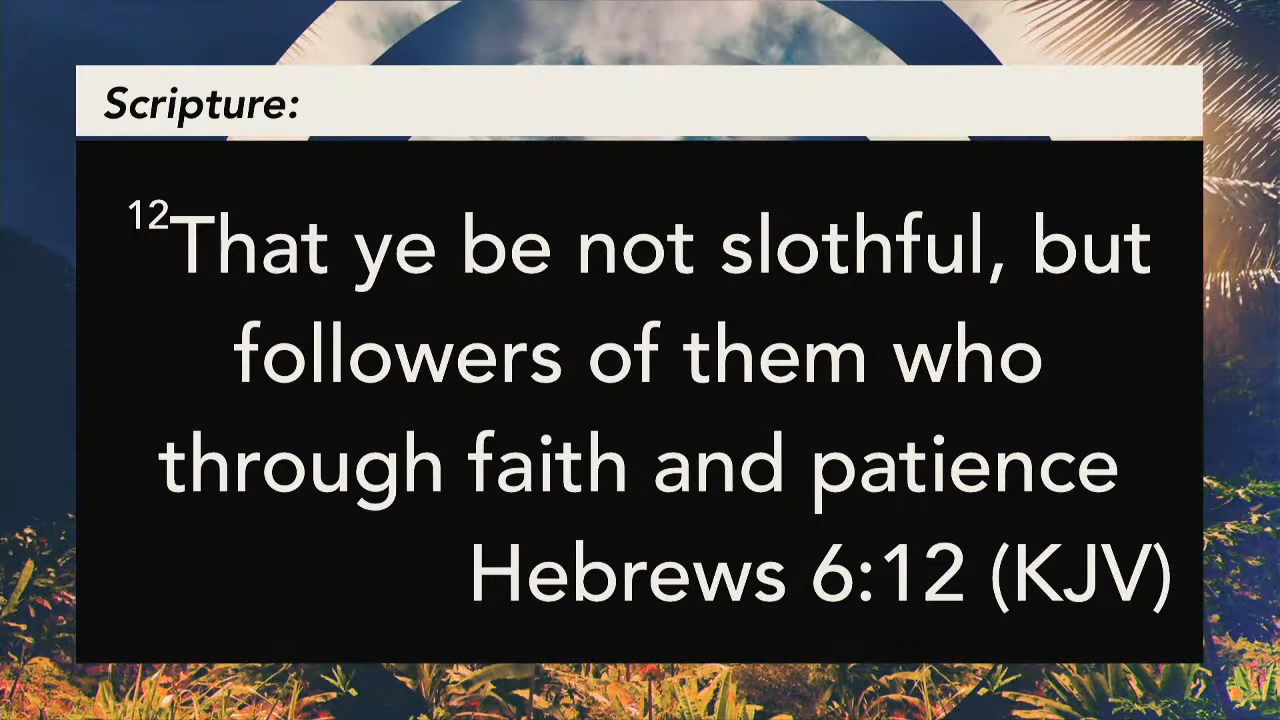 Scripture:
12That ye be not slothful, but
followers of them who
through faith and patience
Hebrews 6:12 (KJV)